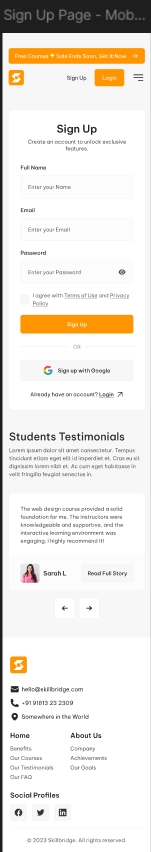 Sign Up Page - Mob...
Free Courses 🌟 Sale Ends Soon, Get It Now →
Sign Up
Login
Sign Up
Create an account to unlock exclusive
features.
Full Name
Enter your Name
Email
Enter your Email
Password
Enter your Password
I agree with Terms of Use and Privacy
Policy
Sign Up
OR
Sign up with Google
Already have an account? Login
Students Testimonials
Lorem ipsum dolor sit amet consectetur. Tempus
tincidunt etiam eget elit id imperdiet et. Cras eu sit
dignissim lorem nibh et. Ac cum eget habitasse in
velit fringilla feugiat senectus in.
The web design course provided a solid
foundation for me. The instructors were
knowledgeable and supportive, and the
interactive learning environment was
engaging. I highly recommend it!
Sarah L
Read Full Story
hello@skillbridge.com
+91 91813 23 2309
Somewhere in the World
Home
About Us
Benefits
Company
Our Courses
Achievements
Our Testimonials
Our Goals
Our FAQ
Social Profiles
© 2023 Skillbridge. All rights reserved.